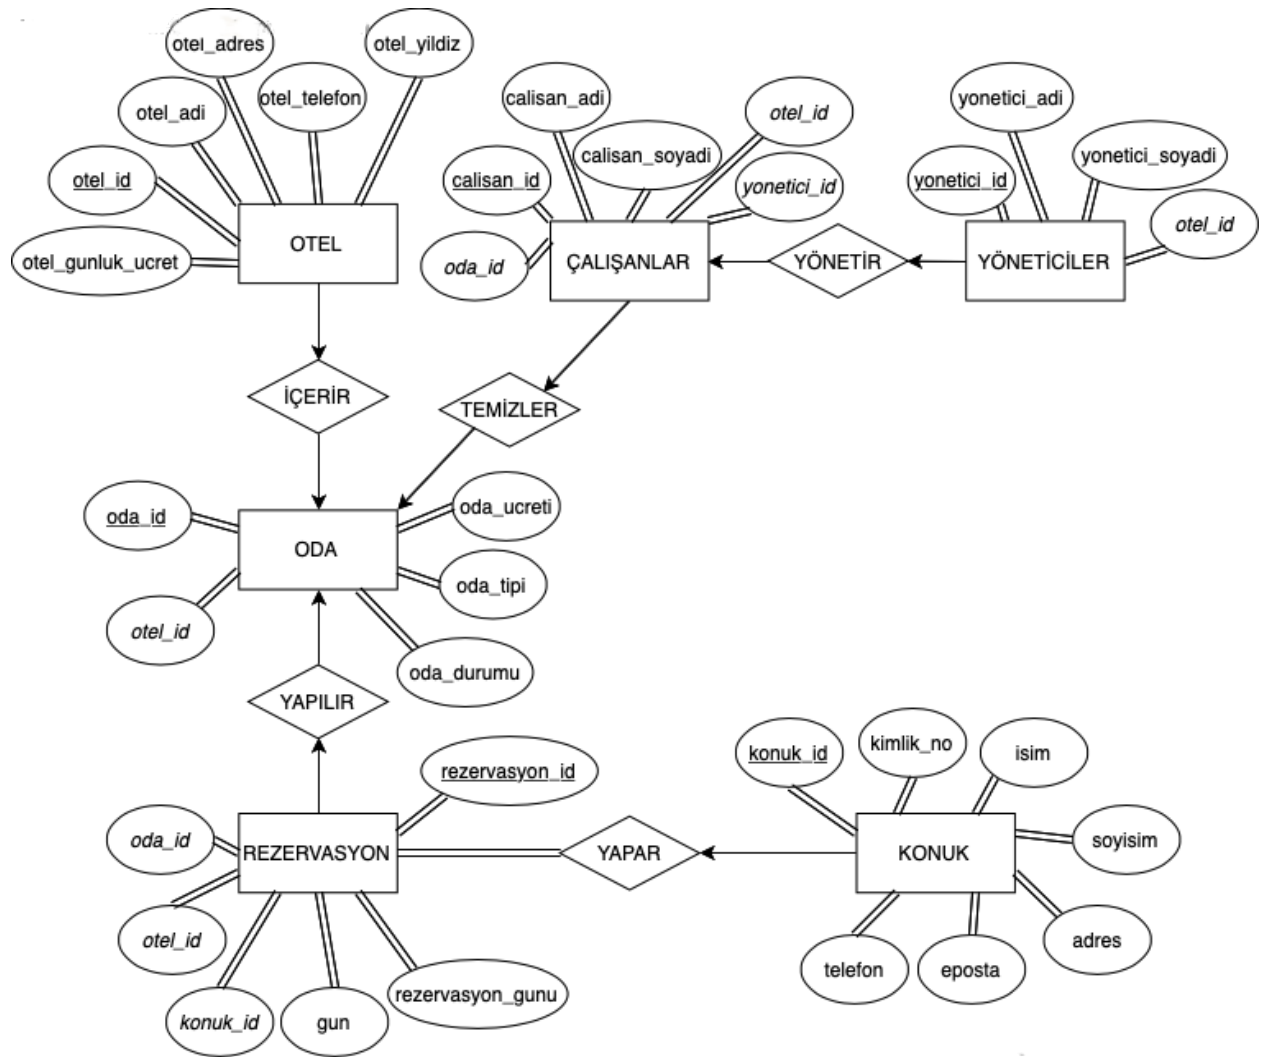 otel_adres
otel_yildiz
otel_adi
otel_telefon
otel_id
otel_gunluk_ucret
OTEL
calisan_adi
otel_id
calisan_soyadi
calisan_id
yonetici_id
oda_id
ÇALIŞANLAR
YÖNETİR
yonetici_adi
yonetici_soyadi
yonetici_id
otel_id
YÖNETİCİLER
İÇERİR
TEMİZLER
oda_id
oda_ucreti
ODA
oda_tipi
otel_id
oda_durumu
YAPILIR
rezervasyon_id
oda_id
REZERVASYON
YAPAR
otel_id
konuk_id
gun
rezervasyon_gunu
konuk_id
kimlik_no
isim
soyisim
KONUK
adres
telefon
eposta